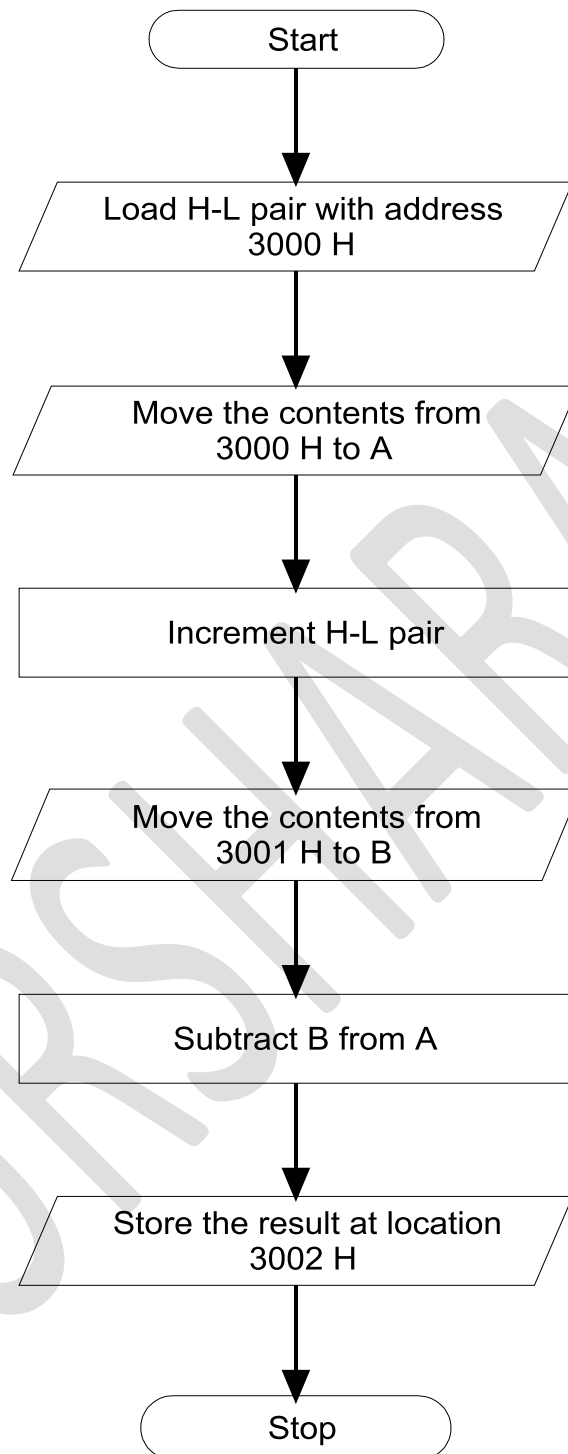 Start
Load H-L pair with address
3000 H
Move the contents from
3000 H to A
Increment H-L pair
Move the contents from
3001 H to B
Subtract B from A
Store the result at location
3002 H
Stop